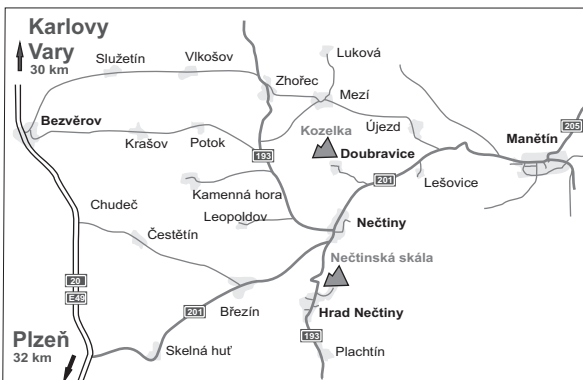 Karlovy
Vary
30 km
Služetín
Vlkošov
Luková
Zhořec
Mezí
Bezvěrov
Krašov
Potok
Kozelka
Újezd
205
Manětín
193
Doubravice
201
Kamenná hora
Lešovice
Chudeč
Leopoldov
Nečtiny
Čestětín
Nečtinská skála
20
E49
201
Březín
Hrad Nečtiny
Plzeň
32 km
193
Skelná huť
Plachtín